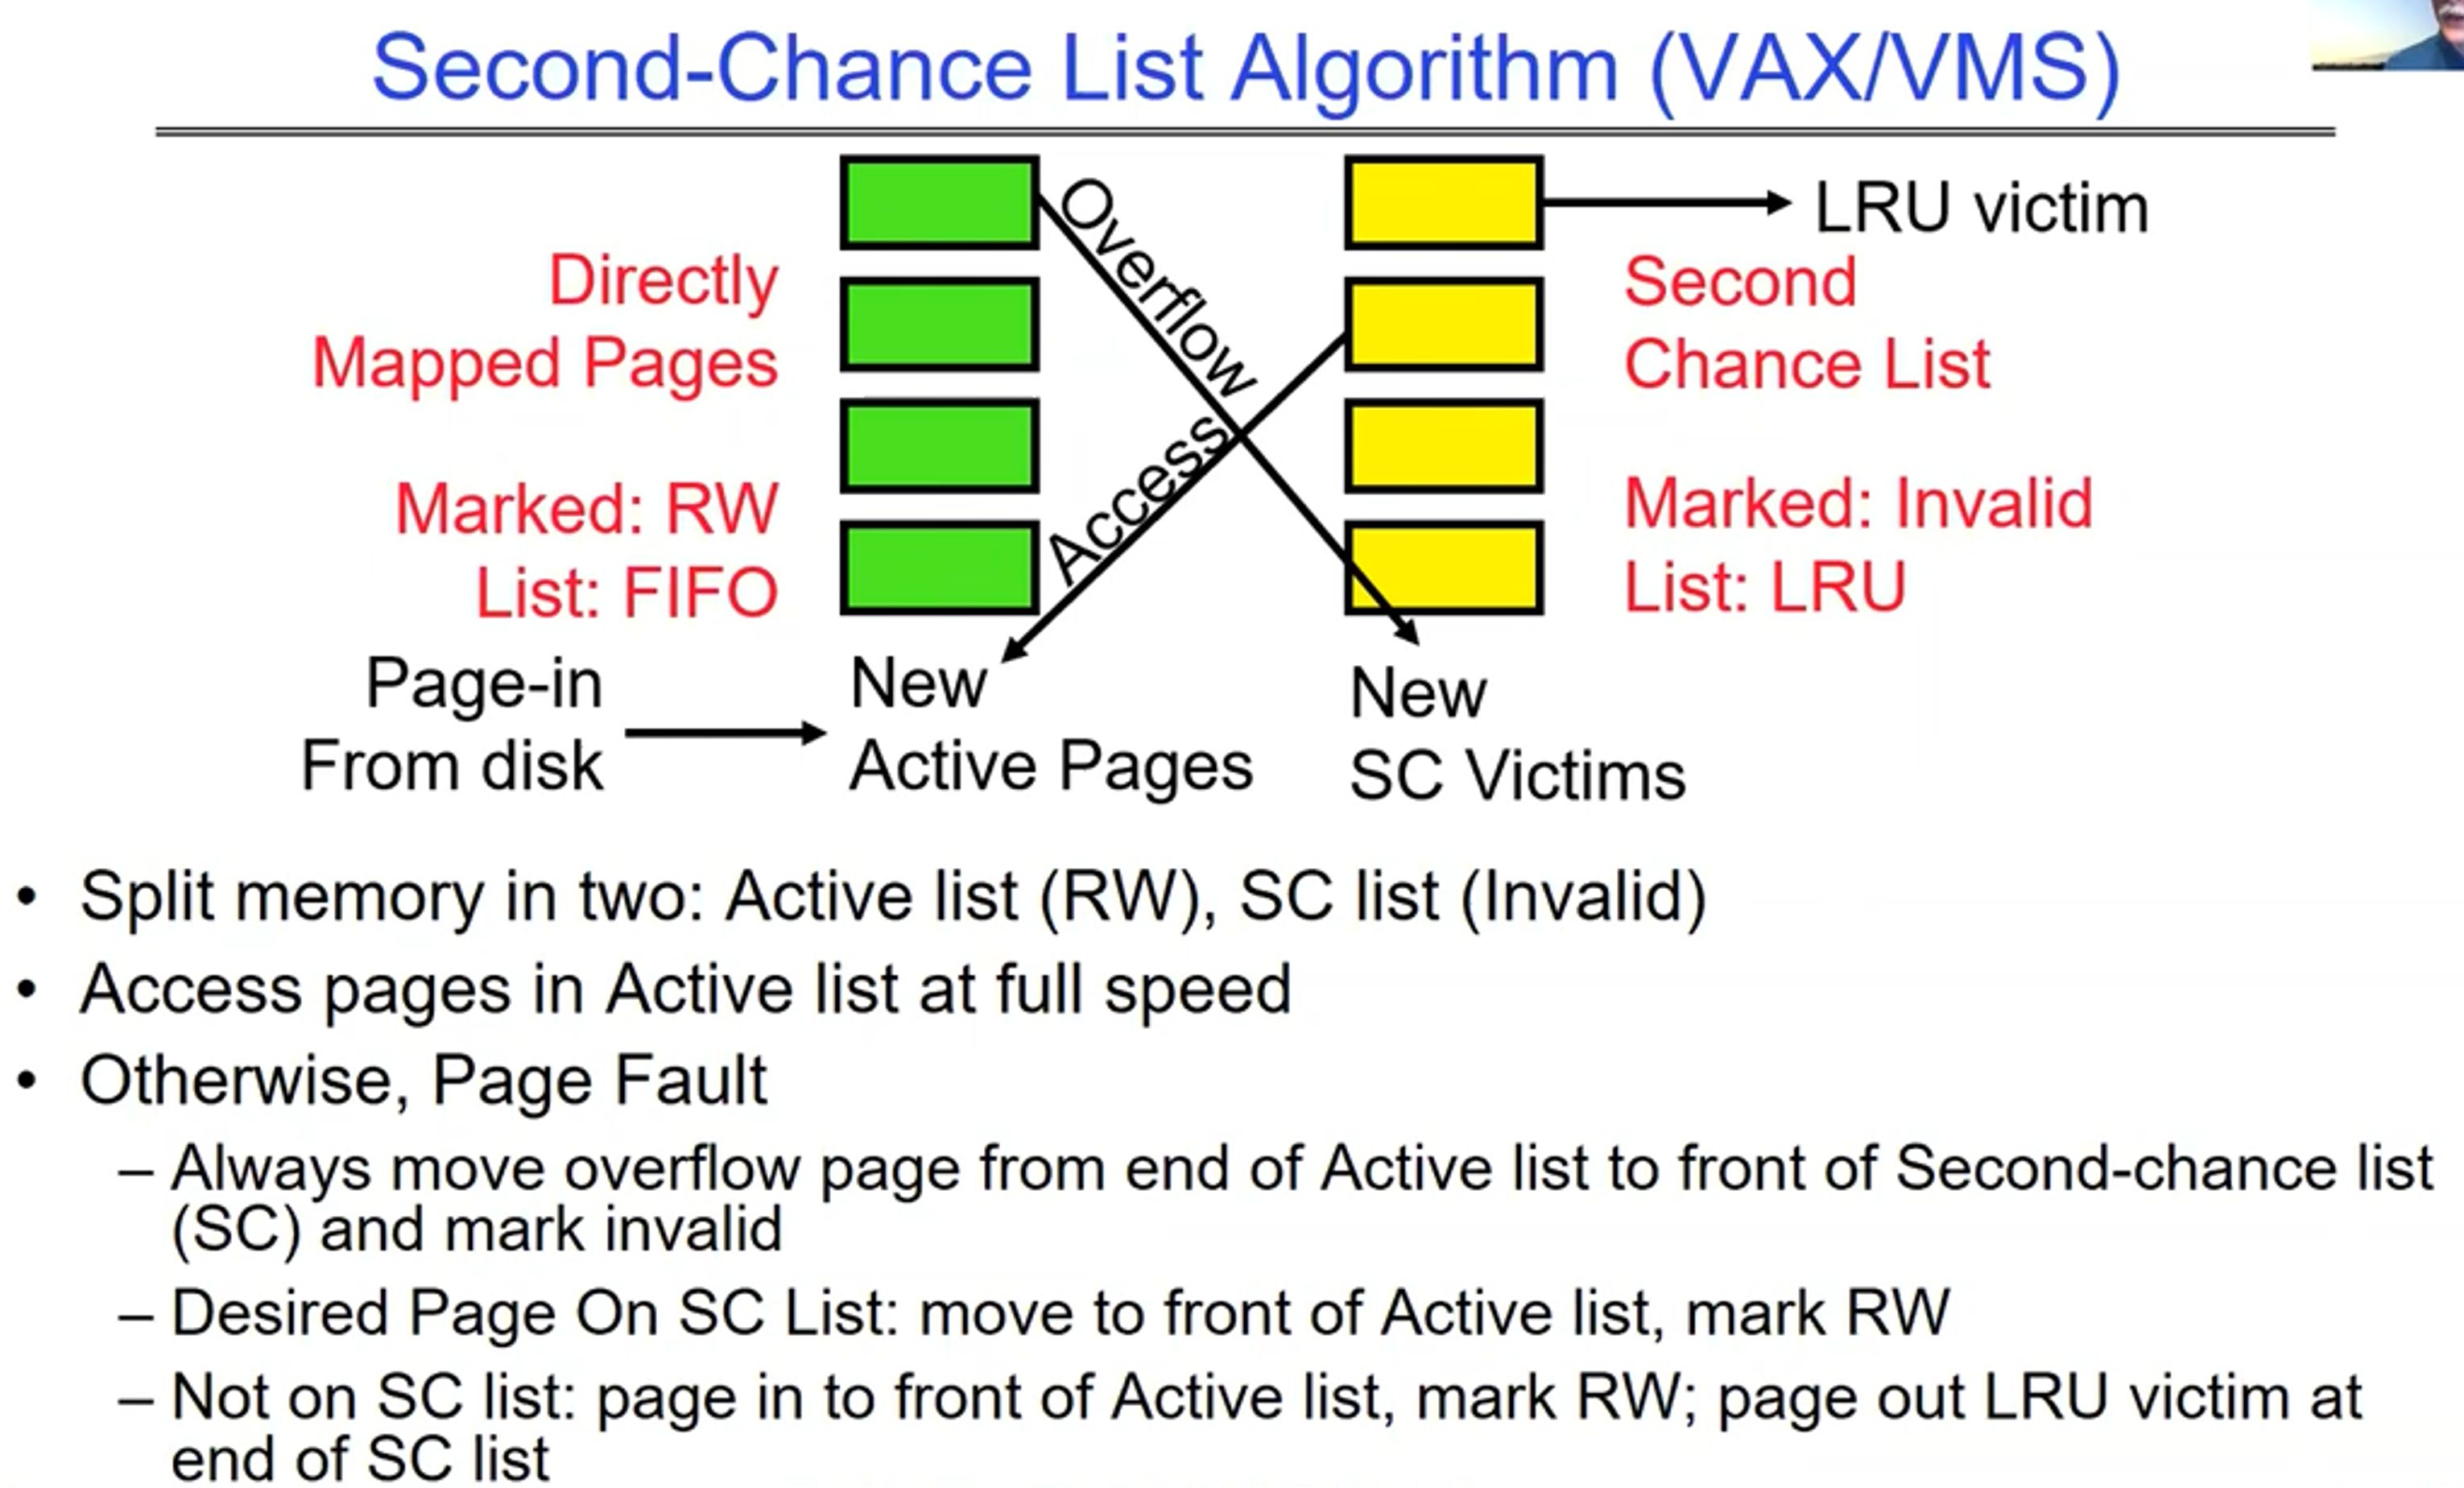 Second-Chance List Algorithm (VAX/VMS)
Directly
Mapped Pages
Marked: RW
List: FIFO
Overflow
Access
LRU victim
Second
Chance List
Marked: Invalid
List: LRU
Page-in
From disk
New
Active Pages
New
SC Victims
• Split memory in two: Active list (RW), SC list (Invalid)
• Access pages in Active list at full speed
• Otherwise, Page Fault
– Always move overflow page from end of Active list to front of Second-chance list
(SC) and mark invalid
– Desired Page On SC List: move to front of Active list, mark RW
– Not on SC list: page in to front of Active list, mark RW; page out LRU victim at
end of SC list